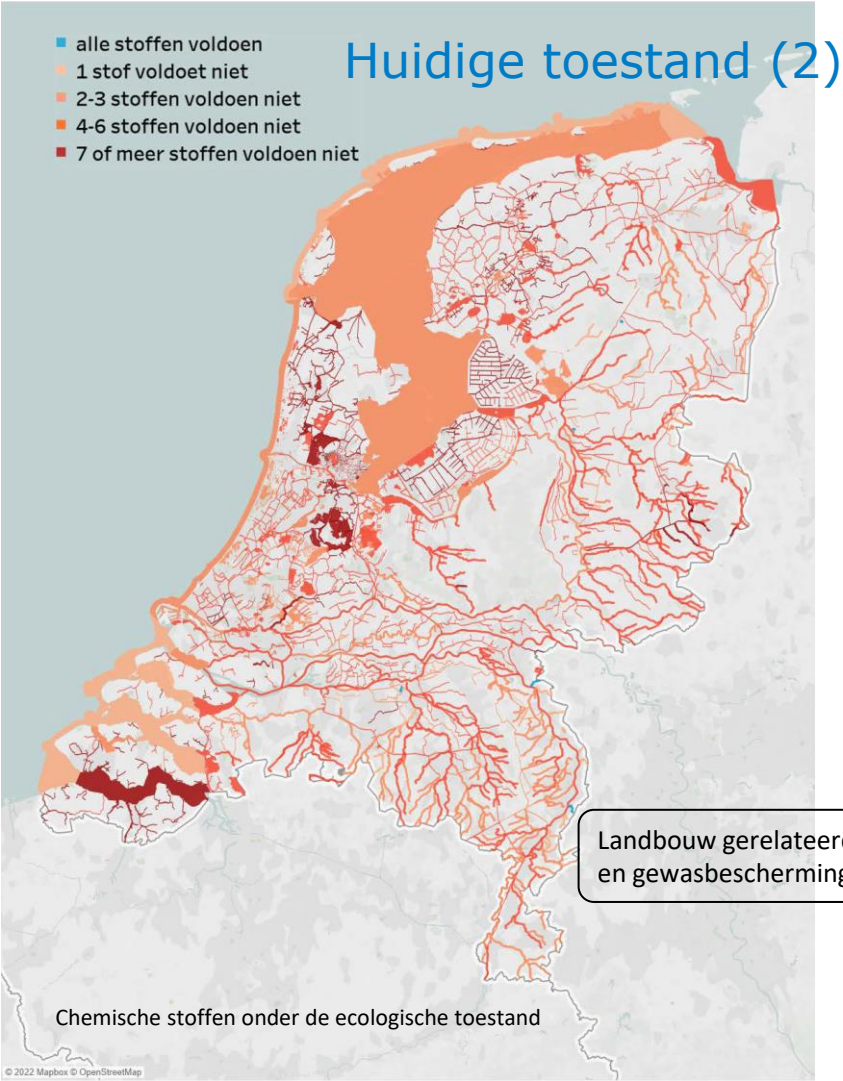 Huidige toestand (2)
alle stoffen voldoen
1 stof voldoet niet
2-3 stoffen voldoen niet
4-6 stoffen voldoen niet
7 of meer stoffen voldoen niet
Landbouw gerelateerd
en gewasbescherming
Chemische stoffen onder de ecologische toestand
© 2022 Mapbox © OpenStreetMap